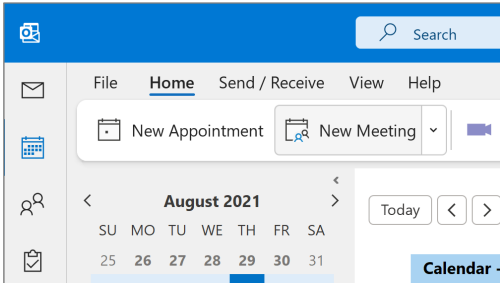 Search
File Home Send / Receive View Help
New Appointment New Meeting
August 2021
Today
SU MO TU WE TH FR SA
25 26 27 28 29 30 31
Calendar -